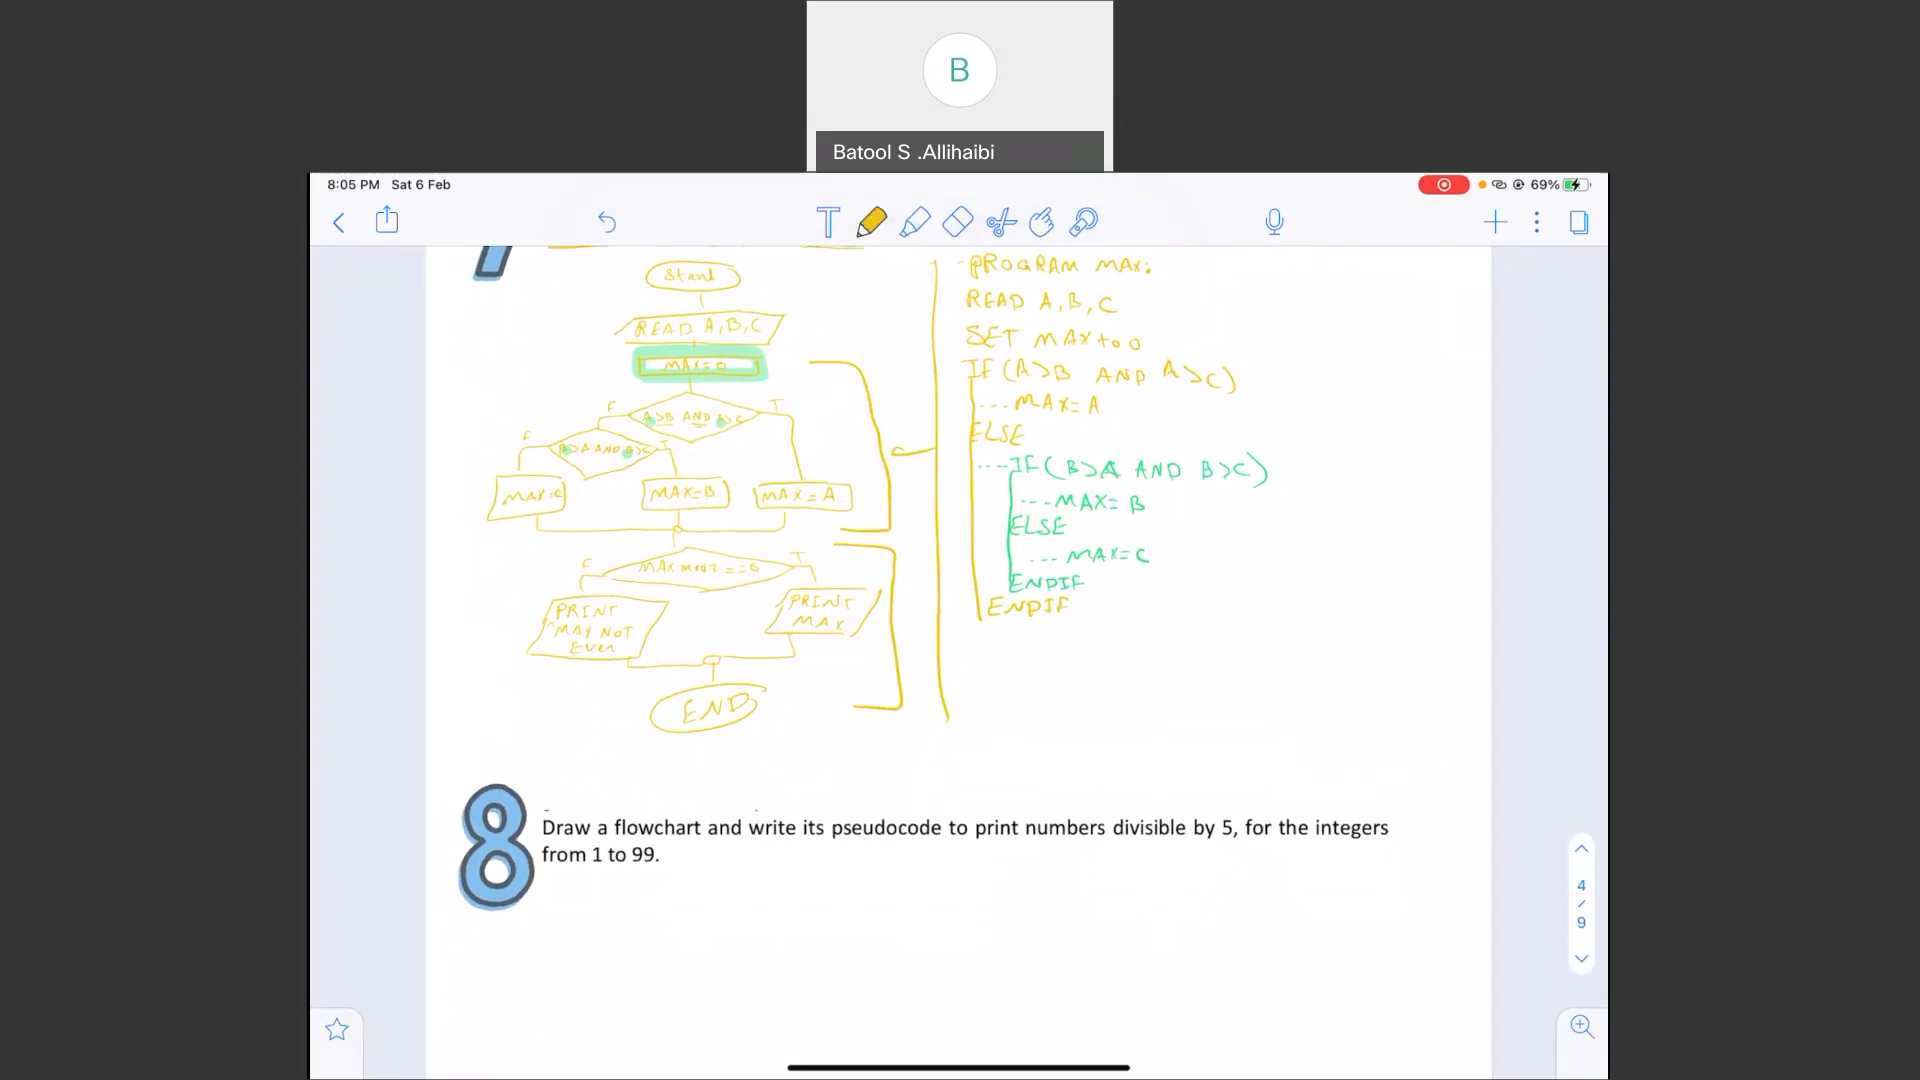 B
Batool S .Allihaibi
8:05 PM Sat 6 Feb
69%
T
7
Start
READ A,B,C
MAX=0
F
A>B AND A>C
T
F
B>A AND B>C
T
MAX=C
MAX=B
MAX=A
F
MAX MOD 2 ==0
T
PRINT
"MAX NOT
Even
PRINT
MAX
END
-PROGRAM MAX:
READ A,B,C
SET MAX to 0
IF(A>B AND A>C)
...MAX=A
ELSE
....IF(B>A AND B>C)
...MAX=B
ELSE
...MAX=C
ENDIF
ENDIF
8
Draw a flowchart and write its pseudocode to print numbers divisible by 5, for the integers
from 1 to 99.
4
/
9